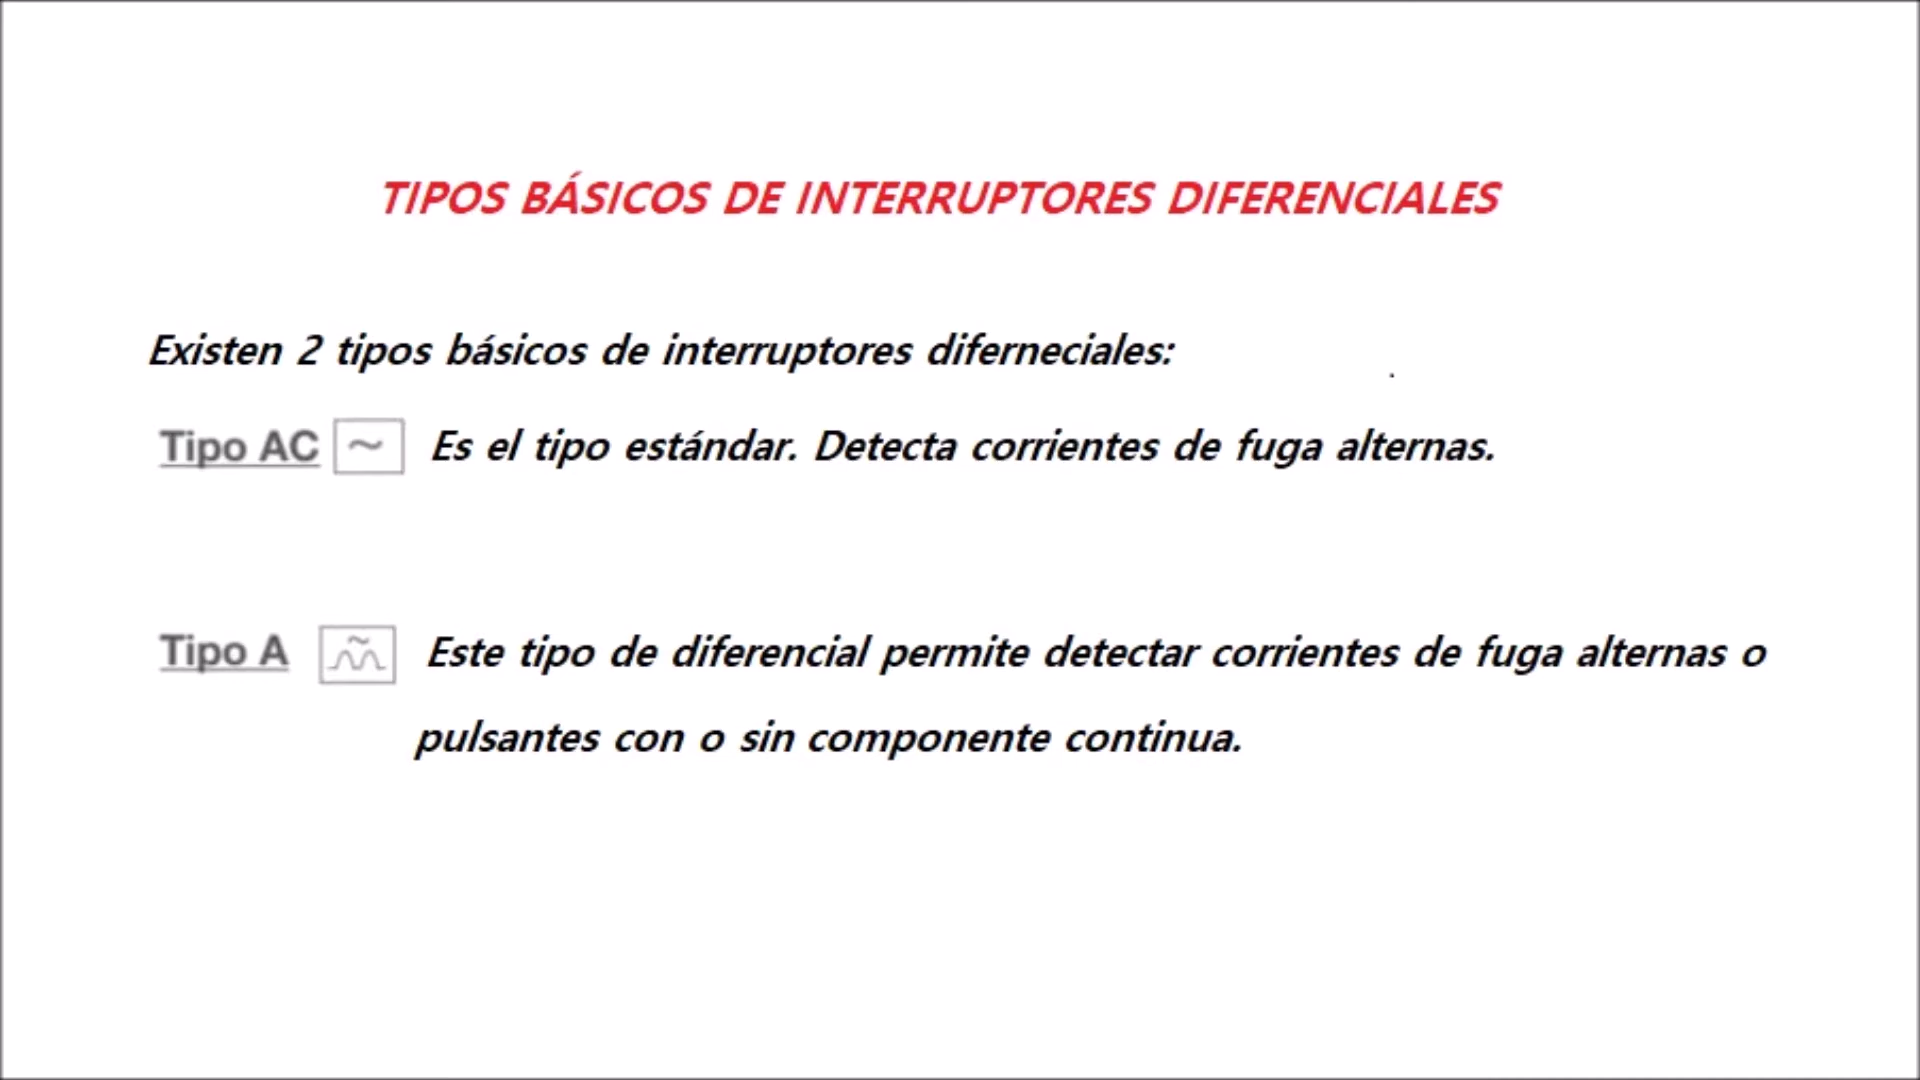 TIPOS BÁSICOS DE INTERRUPTORES DIFERENCIALES
Existen 2 tipos básicos de interruptores diferneciales:
Tipo AC ~ Es el tipo estándar. Detecta corrientes de fuga alternas.
Tipo A Este tipo de diferencial permite detectar corrientes de fuga alternas o
pulsantes con o sin componente continua.